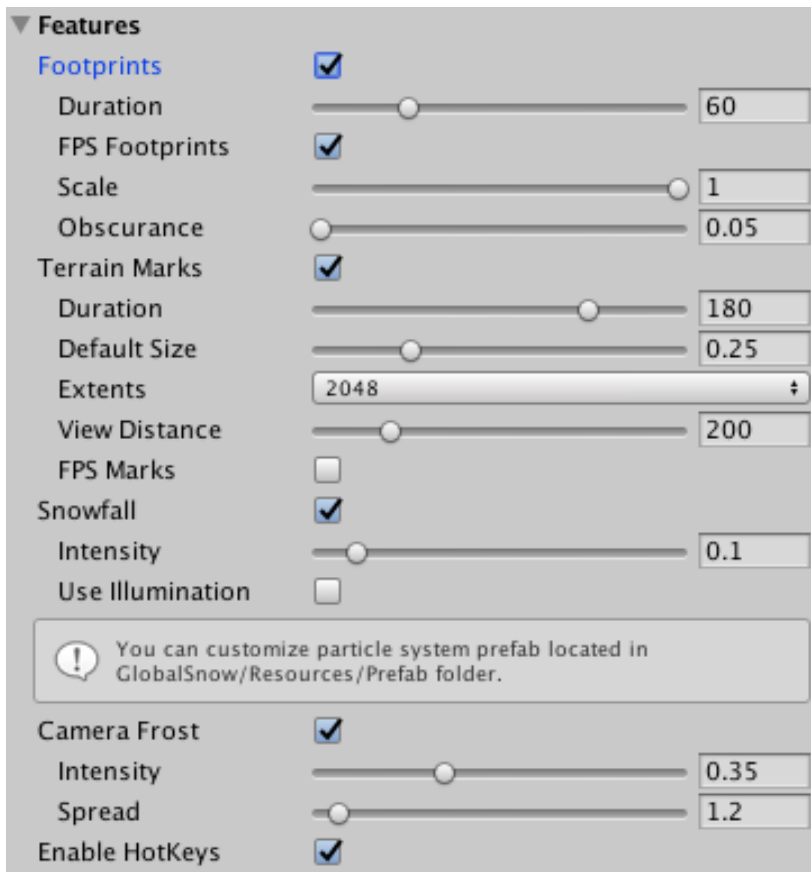 Features
Footprints
Duration 60
FPS Footprints
Scale 1
Obscurance 0.05
Terrain Marks
Duration 180
Default Size 0.25
Extents 2048
View Distance 200
FPS Marks
Snowfall
Intensity 0.1
Use Illumination
You can customize particle system prefab located in
GlobalSnow/Resources/Prefab folder.
Camera Frost
Intensity 0.35
Spread 1.2
Enable HotKeys